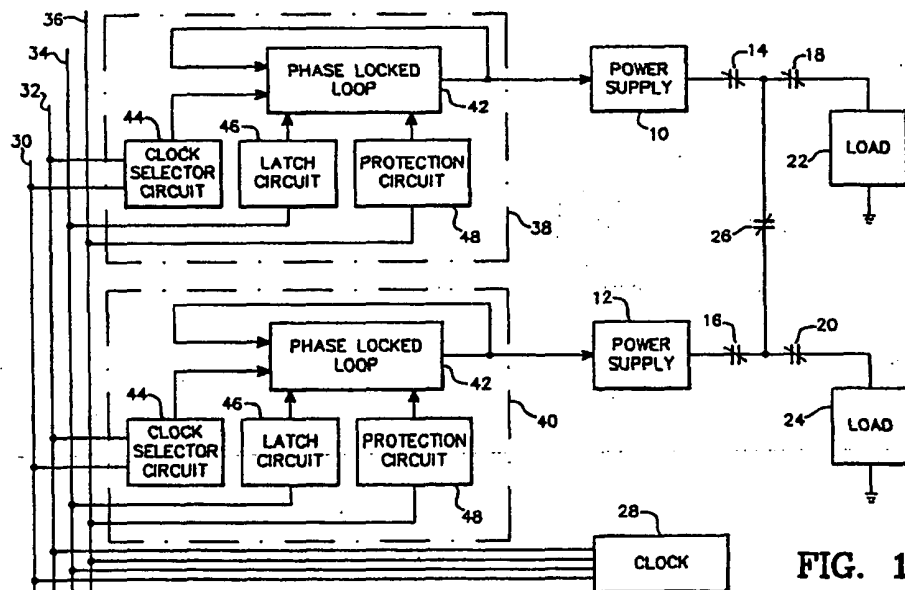 36
34
32
30
PHASE LOCKED
LOOP
42
44
CLOCK
SELECTOR
CIRCUIT
46
LATCH
CIRCUIT
PROTECTION
CIRCUIT
48
38
POWER
SUPPLY
10
14
18
22
LOAD
26
PHASE LOCKED
LOOP
42
44
CLOCK
SELECTOR
CIRCUIT
46
LATCH
CIRCUIT
PROTECTION
CIRCUIT
48
40
12
POWER
SUPPLY
16
20
24
LOAD
28
CLOCK
FIG. 1